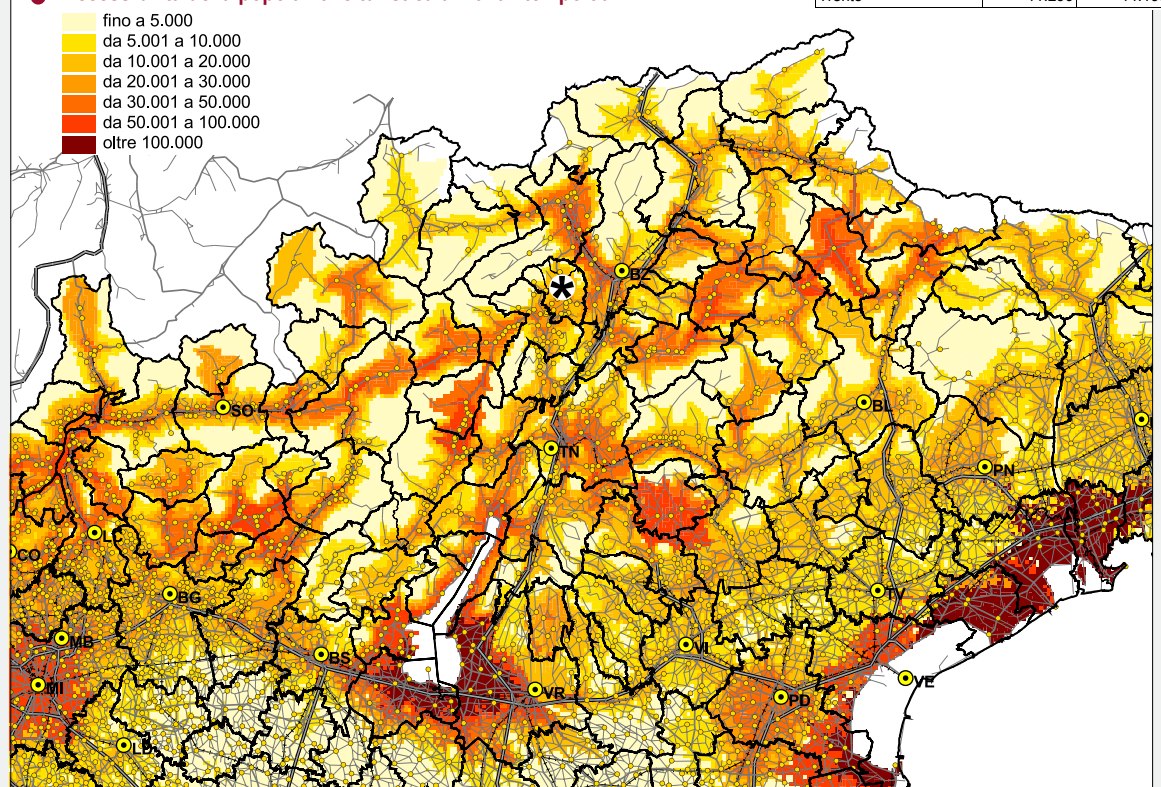 fino a 5.000
da 5.001 a 10.000
da 10.001 a 20.000
da 20.001 a 30.000
da 30.001 a 50.000
da 50.001 a 100.000
oltre 100.000
*
BZ
SO
BL
TN
PN
CO
BG
TV
MB
VI
BS
MI
VR
PD
VE